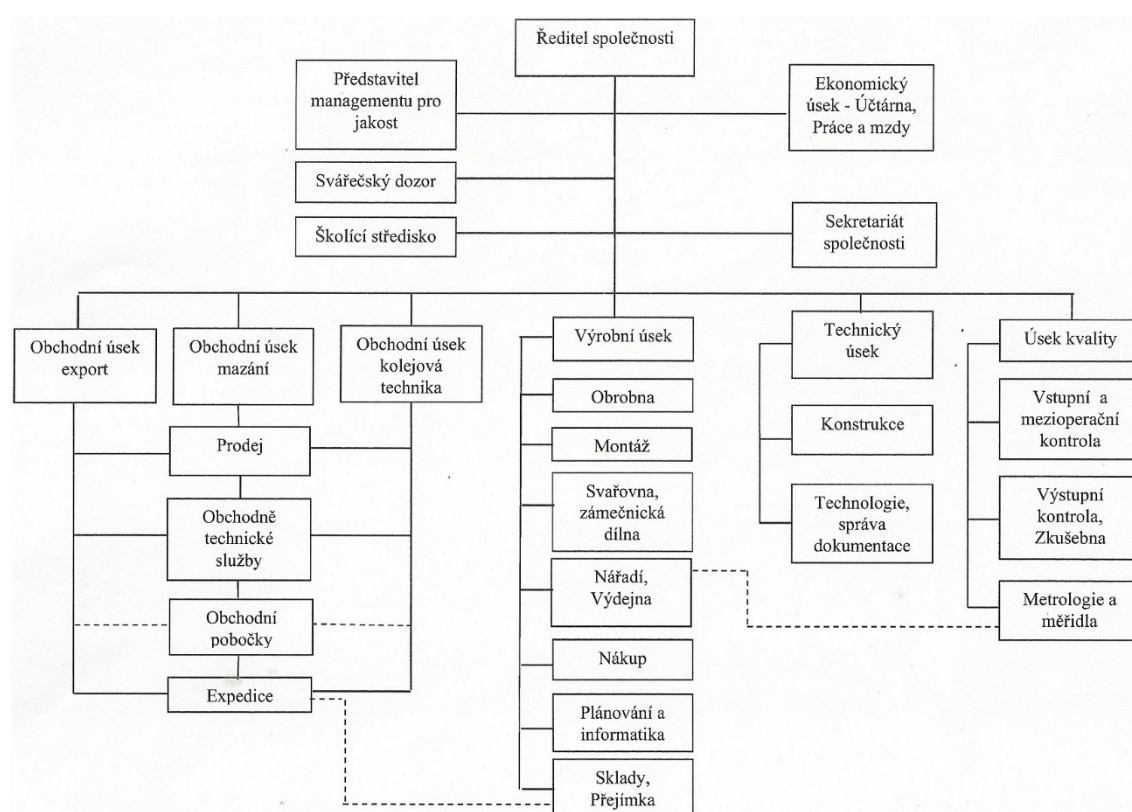 Ředitel společnosti
Představitel
managementu pro
jakost
Ekonomický
úsek - Účtárna,
Práce a mzdy
Svářečský dozor
Školící středisko
Sekretariát
společnosti
Obchodní úsek
export
Obchodní úsek
mazání
Obchodní úsek
kolejová
technika
Prodej
Obchodně
technické
služby
Obchodní
pobočky
Expedice
Výrobní úsek
Obrobna
Montáž
Svařovna,
zámečnická
dílna
Nářadí,
Výdejna
Nákup
Plánování a
informatika
Sklady,
Přejímka
Technický
úsek
Konstrukce
Technologie,
správa
dokumentace
Úsek kvality
Vstupní a
mezioperační
kontrola
Výstupní
kontrola,
Zkušebna
Metrologie a
měřidla